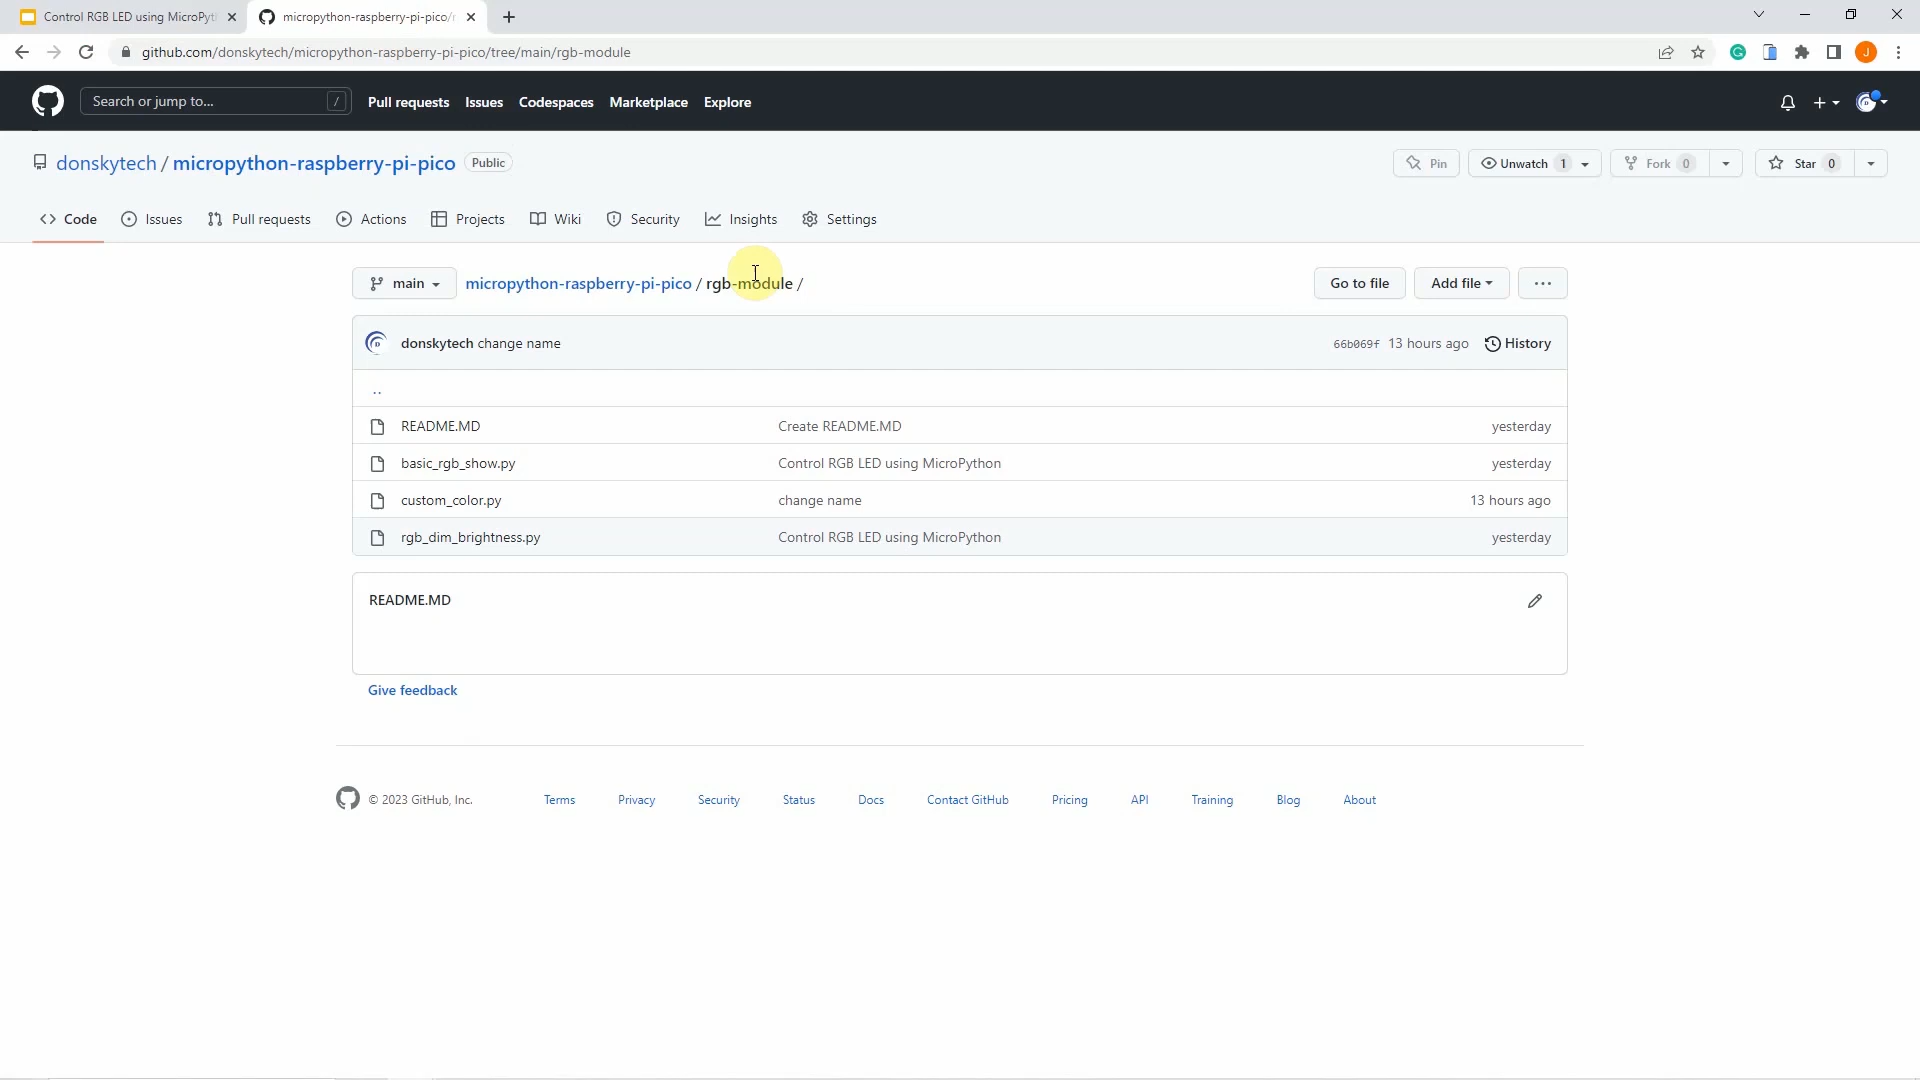 Control RGB LED using MicroPyt
micropython-raspberry-pi-pico/r
github.com/donskytech/micropython-raspberry-pi-pico/tree/main/rgb-module
J
Search or jump to... /
Pull requests Issues Codespaces Marketplace Explore
donskytech / micropython-raspberry-pi-pico Public
Pin Unwatch 1 Fork 0 Star 0
Code Issues Pull requests Actions Projects Wiki Security Insights Settings
main micropython-raspberry-pi-pico / rgb-module / Go to file Add file
donskytech change name 66b069f 13 hours ago History
..
README.MD Create README.MD yesterday
basic_rgb_show.py Control RGB LED using MicroPython yesterday
custom_color.py change name 13 hours ago
rgb_dim_brightness.py Control RGB LED using MicroPython yesterday
README.MD
Give feedback
© 2023 GitHub, Inc. Terms Privacy Security Status Docs Contact GitHub Pricing API Training Blog About